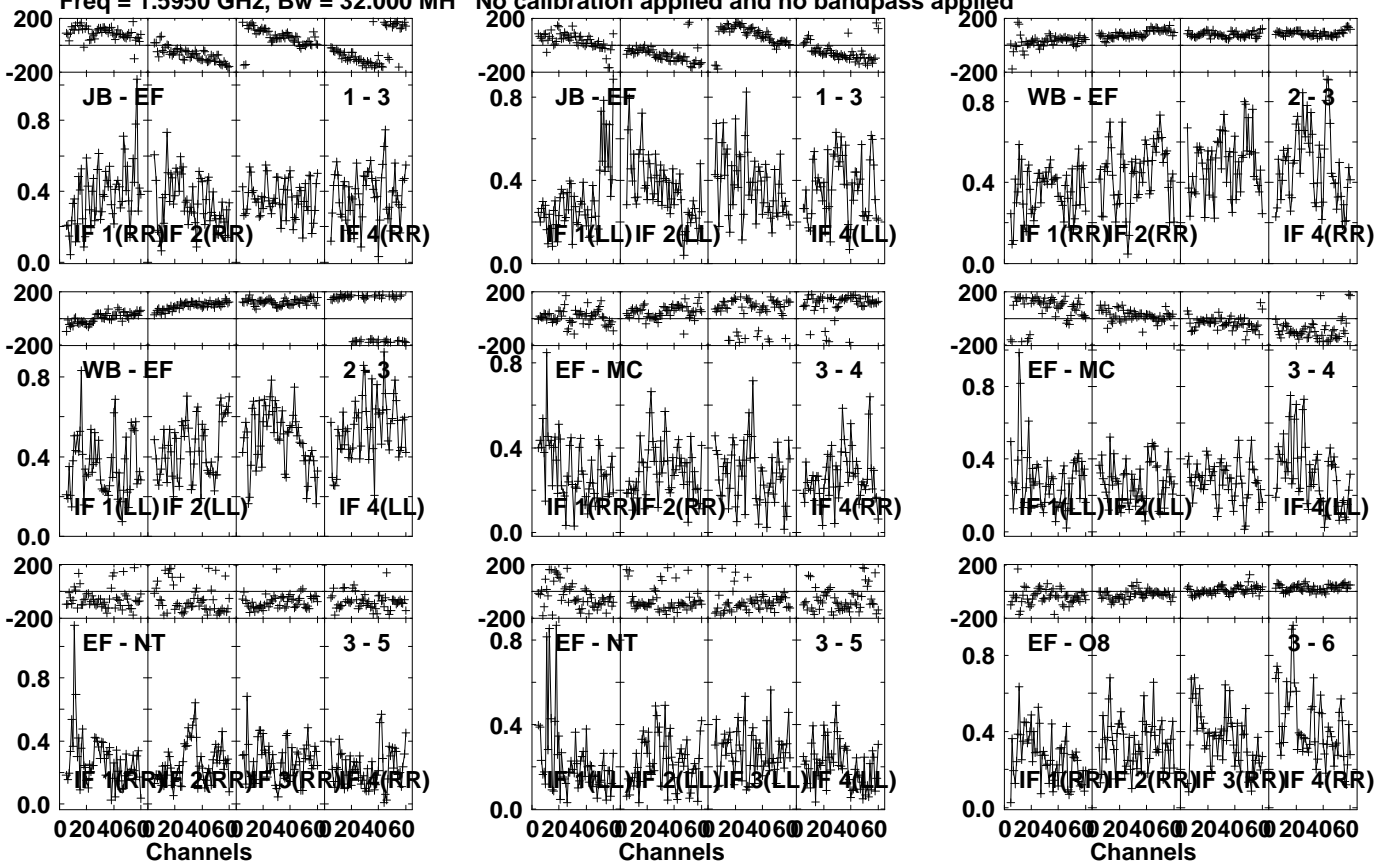 Freq = 1.5950 GHz, Bw = 32.000 MH No calibration applied and no bandpass applied
200
-200
JB - EF 1 - 3
0.8
0.4
0.0
IF 1(RR) IF 2(RR) IF 4(RR)
200
-200
JB - EF 1 - 3
0.8
0.4
0.0
IF 1(LL) IF 2(LL) IF 4(LL)
200
-200
WB - EF 2 - 3
0.8
0.4
0.0
IF 1(RR) IF 2(RR) IF 4(RR)
200
-200
WB - EF 2 - 3
0.8
0.4
0.0
IF 1(LL) IF 2(LL) IF 4(LL)
200
-200
EF - MC 3 - 4
0.8
0.4
0.0
IF 1(RR) IF 2(RR) IF 4(RR)
200
-200
EF - MC 3 - 4
0.8
0.4
0.0
IF 1(LL) IF 2(LL) IF 4(LL)
200
-200
EF - NT 3 - 5
0.8
0.4
0.0
IF 1(RR) IF 2(RR) IF 3(RR) IF 4(RR)
0 20 40 60 0 20 40 60 0 20 40 60 0 20 40 60
Channels
200
-200
EF - NT 3 - 5
0.8
0.4
0.0
IF 1(LL) IF 2(LL) IF 3(LL) IF 4(LL)
0 20 40 60 0 20 40 60 0 20 40 60 0 20 40 60
Channels
200
-200
EF - O8 3 - 6
0.8
0.4
0.0
IF 1(RR) IF 2(RR) IF 3(RR) IF 4(RR)
0 20 40 60 0 20 40 60 0 20 40 60 0 20 40 60
Channels